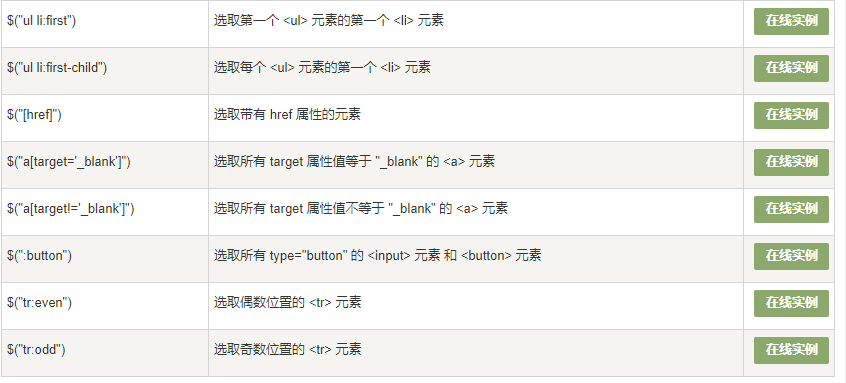 $("ul li:first") 选取第一个 <ul> 元素的第一个 <li> 元素 在线实例
$("ul li:first-child") 选取每个 <ul> 元素的第一个 <li> 元素 在线实例
$("[href]") 选取带有 href 属性的元素 在线实例
$("a[target='_blank']") 选取所有 target 属性值等于 "_blank" 的 <a> 元素 在线实例
$("a[target!='_blank']") 选取所有 target 属性值不等于 "_blank" 的 <a> 元素 在线实例
$(":button") 选取所有 type="button" 的 <input> 元素 和 <button> 元素 在线实例
$("tr:even") 选取偶数位置的 <tr> 元素 在线实例
$("tr:odd") 选取奇数位置的 <tr> 元素 在线实例